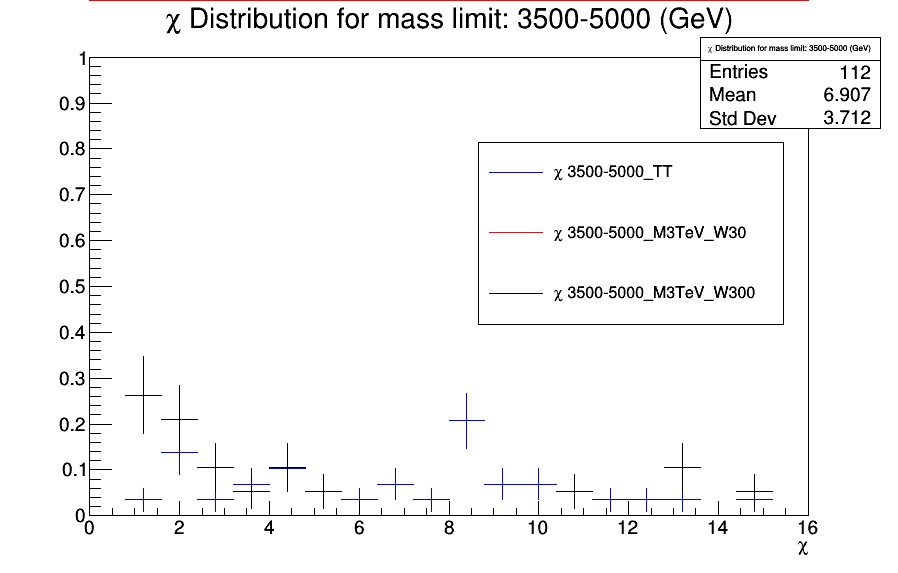 χ Distribution for mass limit: 3500-5000 (GeV)
χ Distribution for mass limit: 3500-5000 (GeV)
Entries 112
Mean 6.907
Std Dev 3.712
χ 3500-5000_TT
χ 3500-5000_M3TeV_W30
χ 3500-5000_M3TeV_W300
1
0.9
0.8
0.7
0.6
0.5
0.4
0.3
0.2
0.1
0
0 2 4 6 8 10 12 14 16
χ